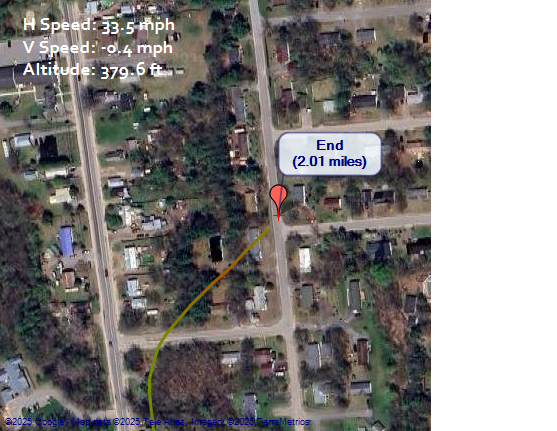 H Speed: 33.5 mph
V Speed: -0.4 mph
Altitude: 379.6 ft
End
(2.01 miles)
©2025 Google, Map data ©2025 Tele Atlas, Imagery ©2025 TerraMetrics